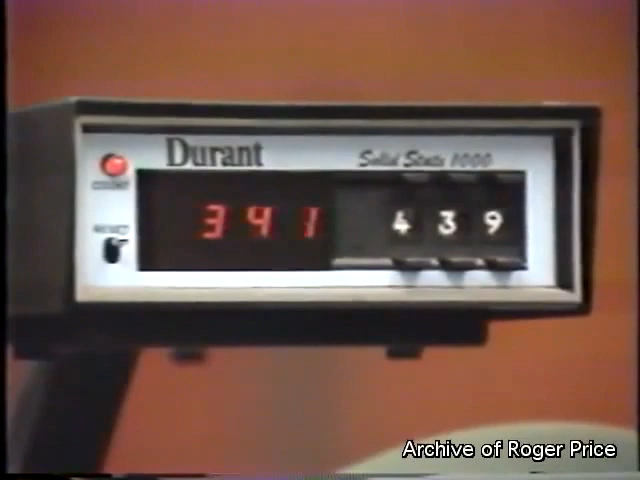 Durant
Solid State 1000
COUNT
RESET
341
439
Archive of Roger Price